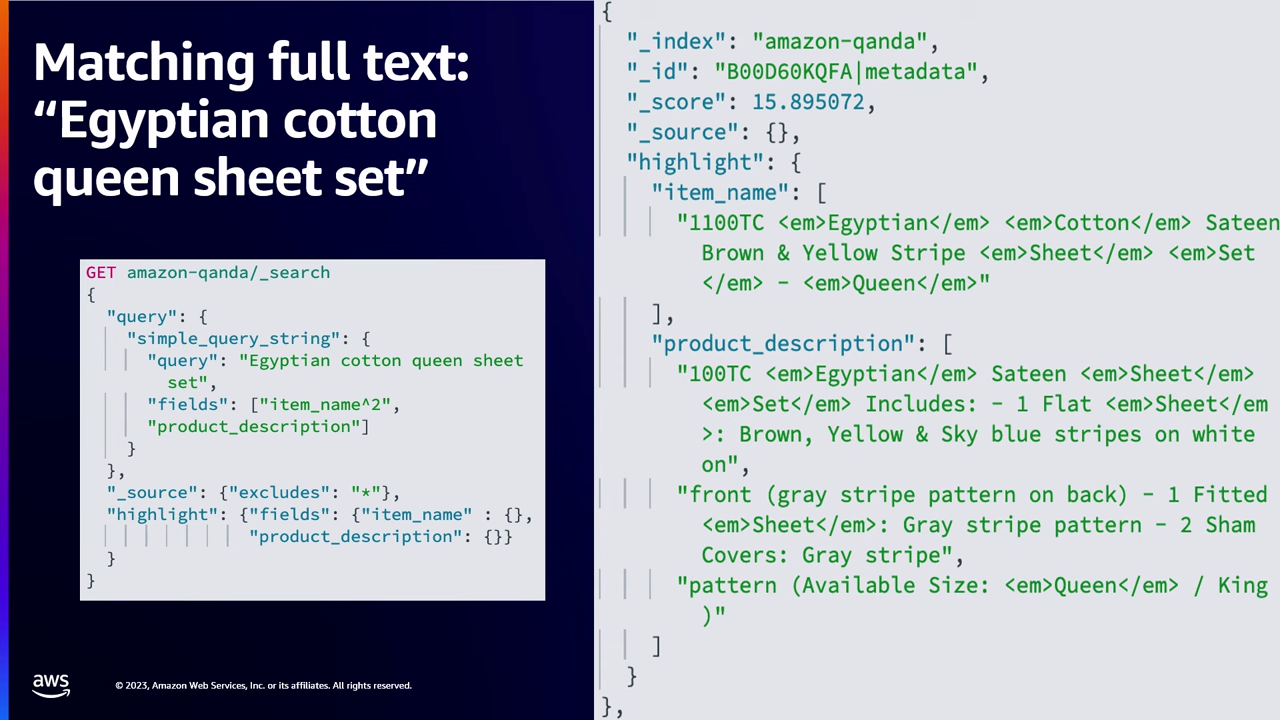 Matching full text:
“Egyptian cotton
queen sheet set”
GET amazon-qanda/_search
{
"query": {
"simple_query_string": {
"query": "Egyptian cotton queen sheet
set",
"fields": ["item_name^2",
"product_description"]
}
},
"_source": {"excludes": "*"},
"highlight": {"fields": {"item_name" : {},
"product_description": {}}
}
}
aws
© 2023, Amazon Web Services, Inc. or its affiliates. All rights reserved.
{
"_index": "amazon-qanda",
"_id": "B00D60KQFA|metadata",
"_score": 15.895072,
"_source": {},
"highlight": {
"item_name": [
"1100TC <em>Egyptian</em> <em>Cotton</em> Sateen
Brown & Yellow Stripe <em>Sheet</em> <em>Set
</em> - <em>Queen</em>"
],
"product_description": [
"100TC <em>Egyptian</em> Sateen <em>Sheet</em>
<em>Set</em> Includes: - 1 Flat <em>Sheet</em
>: Brown, Yellow & Sky blue stripes on white
on",
"front (gray stripe pattern on back) - 1 Fitted
<em>Sheet</em>: Gray stripe pattern - 2 Sham
Covers: Gray stripe",
"pattern (Available Size: <em>Queen</em> / King
)"
]
}
},